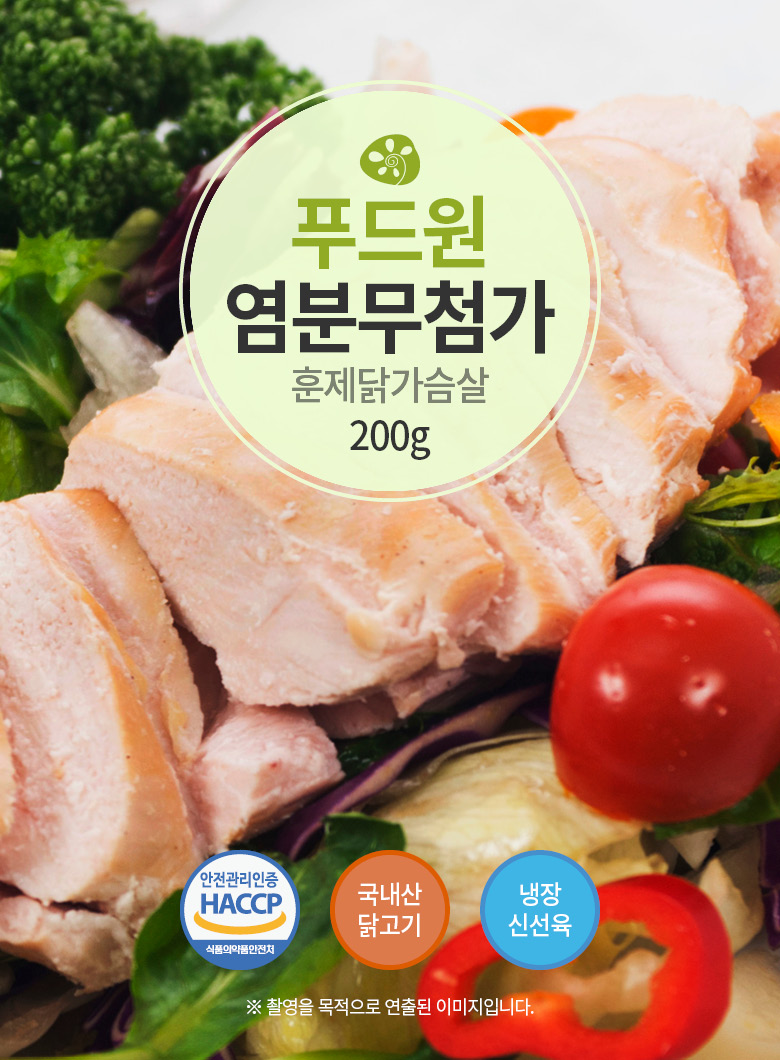 푸드원
염분무첨가
훈제닭가슴살
200g
안전관리인증
HACCP
식품의약품안전처
국내산
닭고기
냉장
신선육
※ 촬영을 목적으로 연출된 이미지입니다.